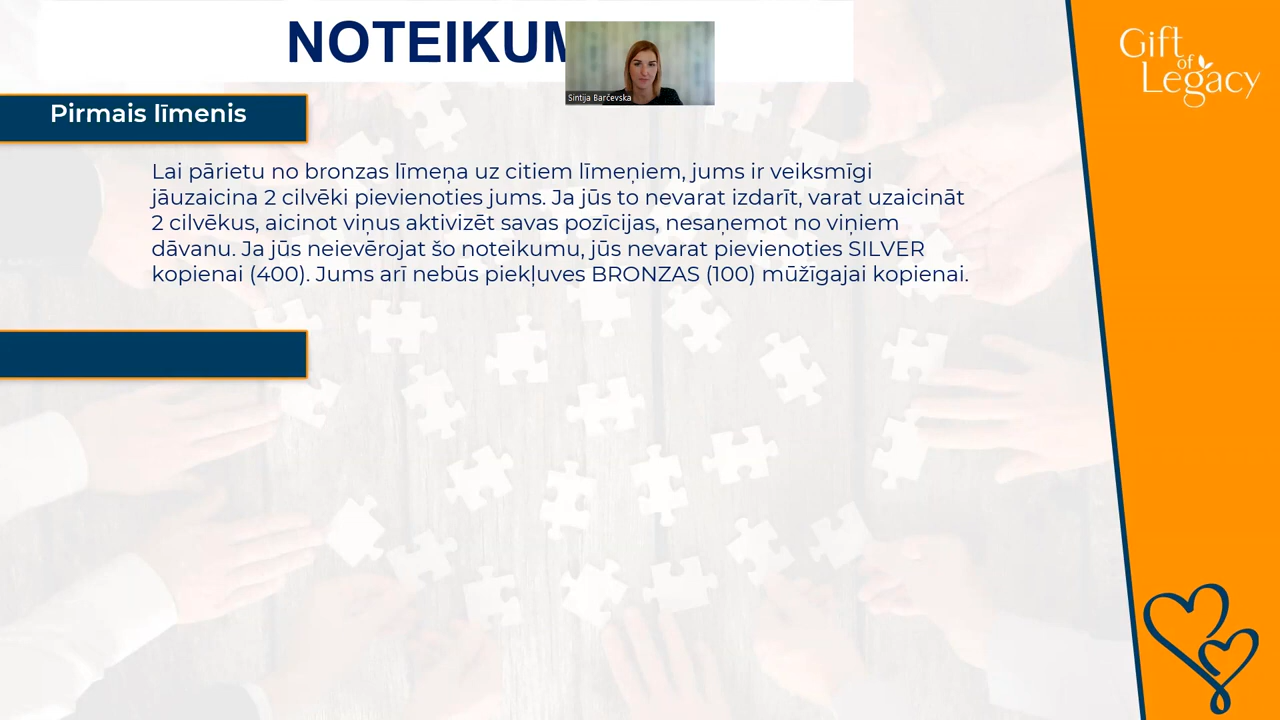 NOTEIKUM
Sintija Barčevska
Gift
of
Legacy
Pirmais līmenis
Lai pārietu no bronzas līmeņa uz citiem līmeņiem, jums ir veiksmīgi
jāuzaicina 2 cilvēki pievienoties jums. Ja jūs to nevarat izdarīt, varat uzaicināt
2 cilvēkus, aicinot viņus aktivizēt savas pozīcijas, nesaņemot no viņiem
dāvanu. Ja jūs neievērojat šo noteikumu, jūs nevarat pievienoties SILVER
kopienai (400). Jums arī nebūs piekļuves BRONZAS (100) mūžīgajai kopienai.